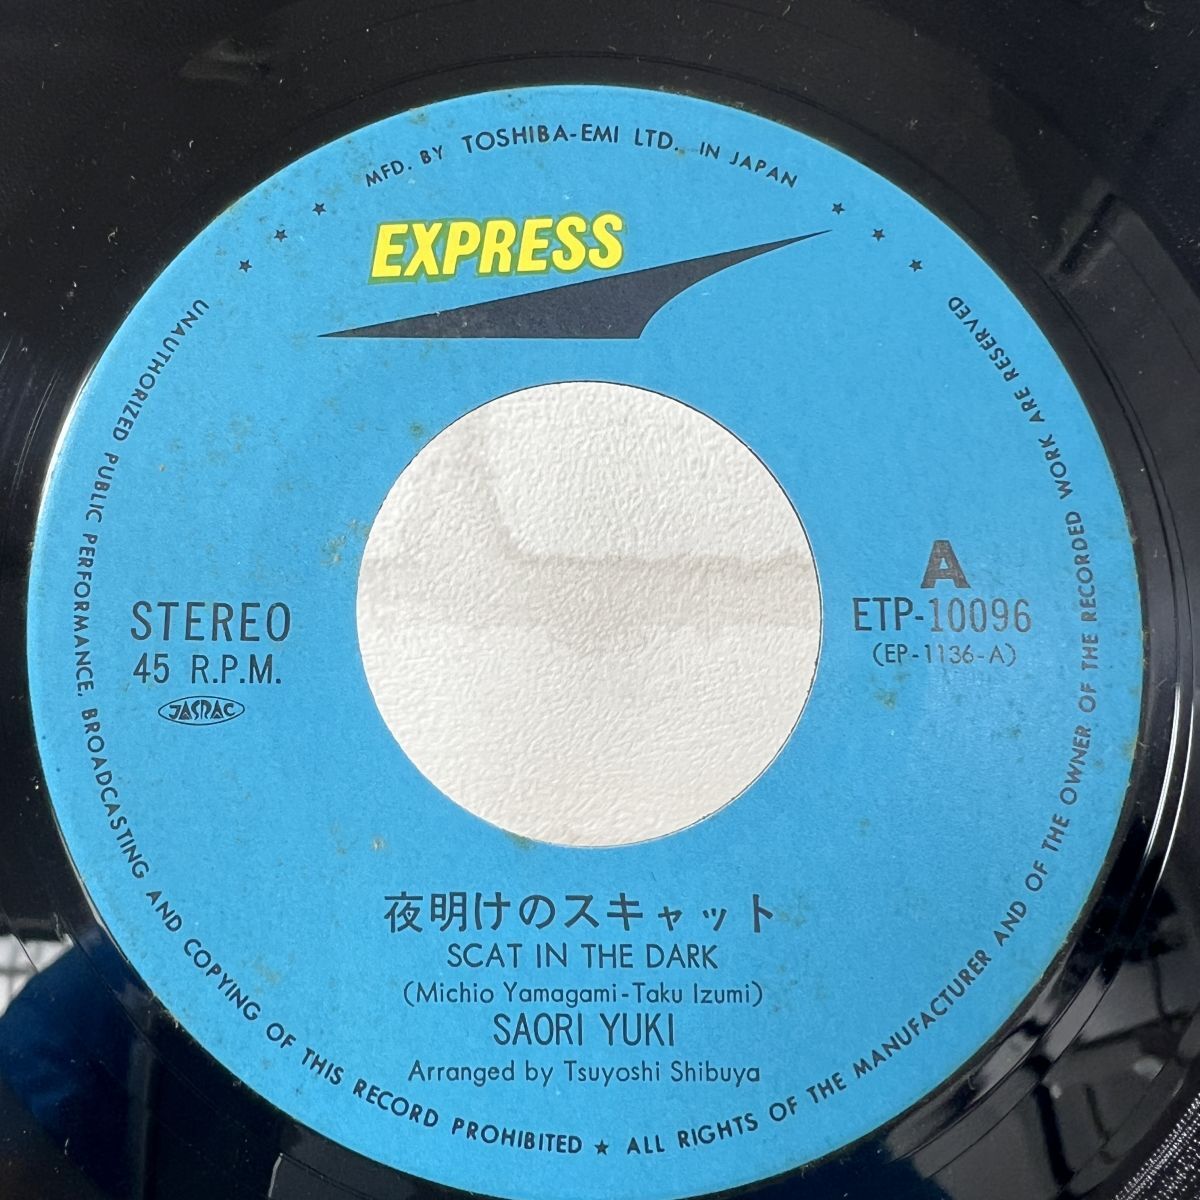 MFD. BY TOSHIBA-EMI LTD. IN JAPAN
EXPRESS
UNAUTHORIZED PUBLIC PERFORMANCE, BROADCASTING AND COPYING OF THIS RECORD PROHIBITED ★ ALL RIGHTS OF THE MANUFACTURER AND OF THE OWNER OF THE RECORDED WORK ARE RESERVED
STEREO
45 R.P.M.
JASRAC
A
ETP-10096
(EP-1136-A)
夜明けのスキャット
SCAT IN THE DARK
(Michio Yamagami-Taku Izumi)
SAORI YUKI
Arranged by Tsuyoshi Shibuya